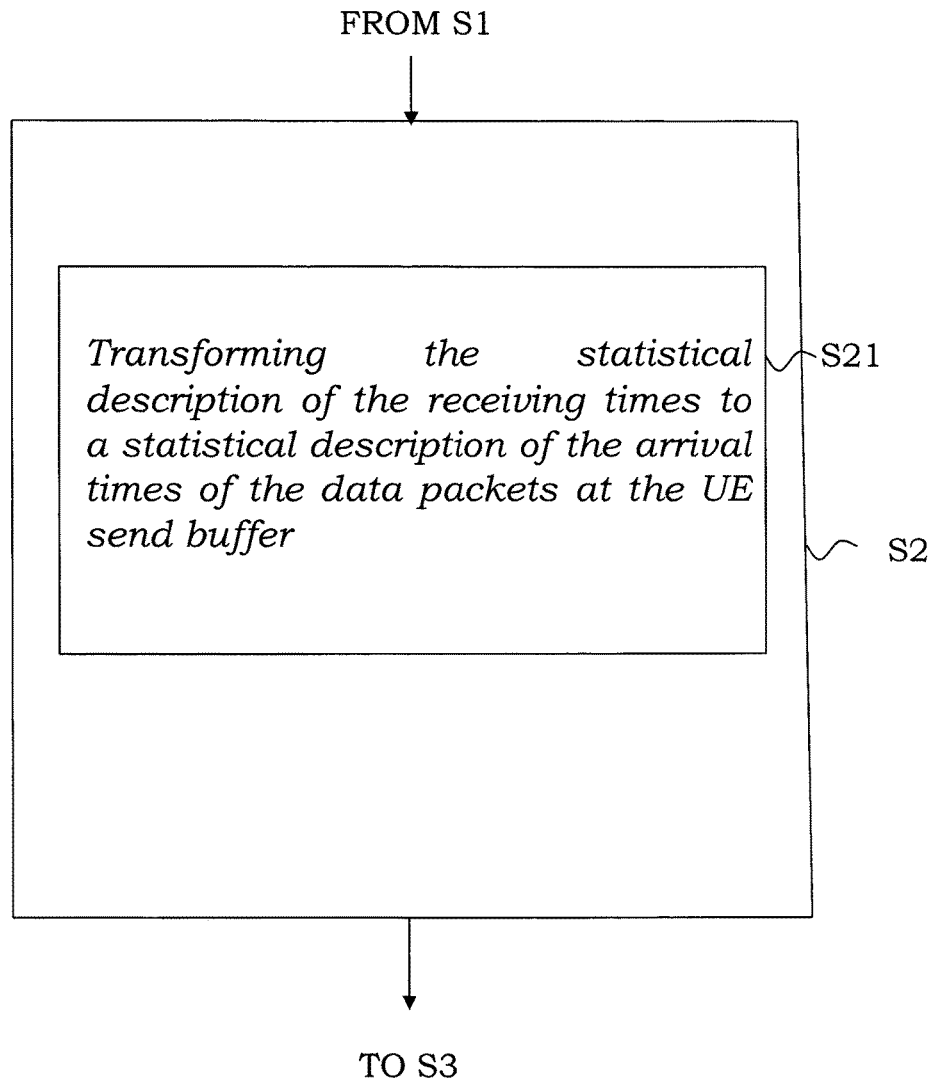 FROM S1
Transforming the statistical
description of the receiving times to
a statistical description of the arrival
times of the data packets at the UE
send buffer
S21
S2
TO S3